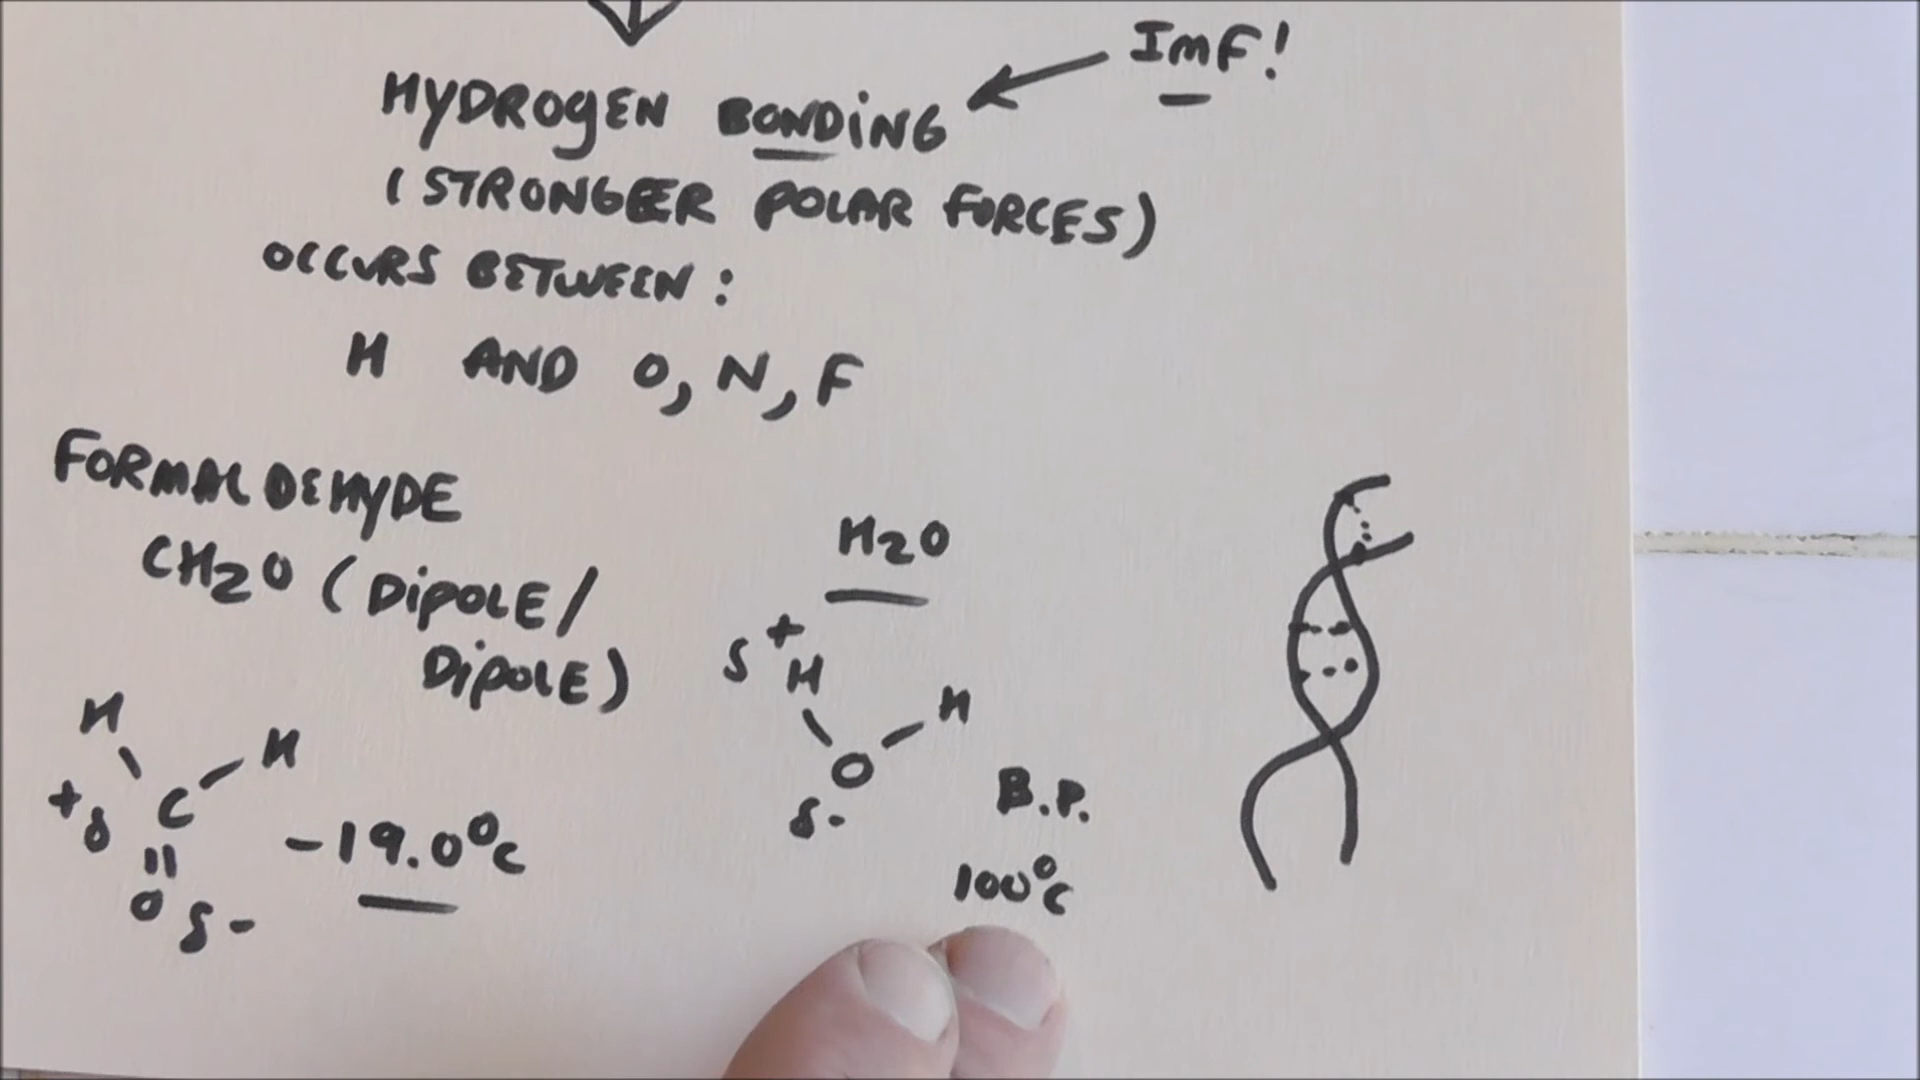 IMF!
HYDROGEN BONDING
(STRONGER POLAR FORCES)
OCCURS BETWEEN:
H AND O, N, F
FORMALDEHYDE
CH2O (DIPOLE/
DIPOLE)
H
H
+δ C
O δ-
-19.0°C
H2O
δ+ H
H
O
δ-
B.P.
100°C